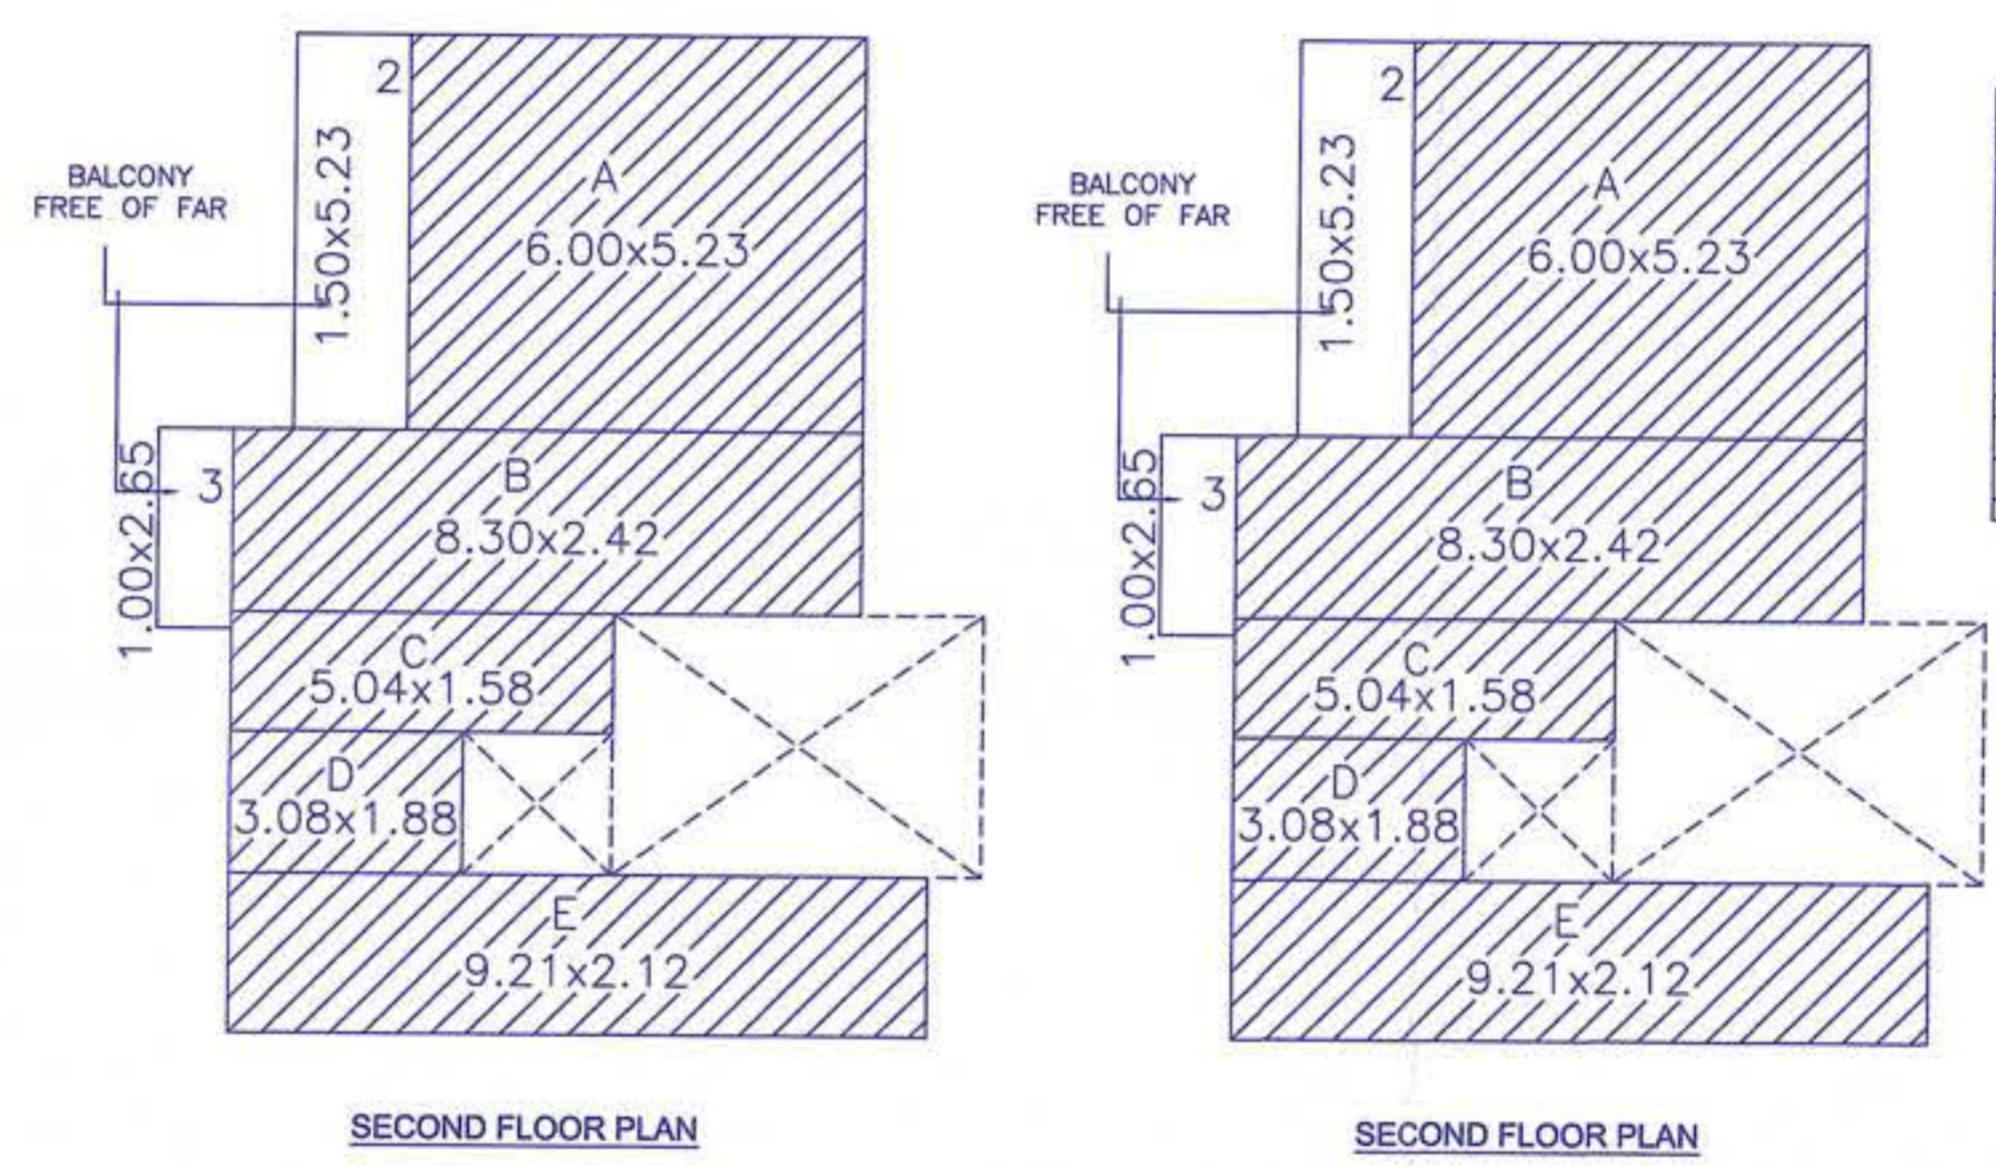 2
1.50x5.23
BALCONY
FREE OF FAR
A
6.00x5.23
3
1.00x2.65
B
8.30x2.42
C
5.04x1.58
D
3.08x1.88
E
9.21x2.12
SECOND FLOOR PLAN
2
1.50x5.23
BALCONY
FREE OF FAR
A
6.00x5.23
3
1.00x2.65
B
8.30x2.42
C
5.04x1.58
D
3.08x1.88
E
9.21x2.12
SECOND FLOOR PLAN